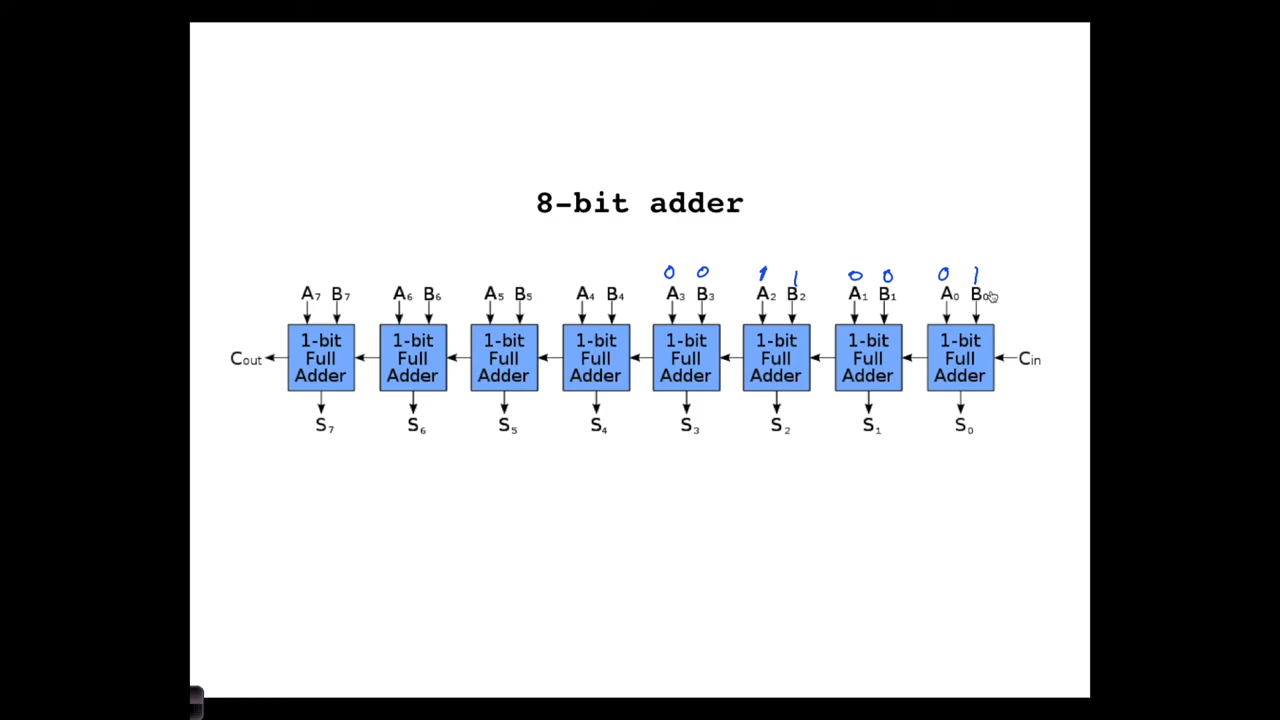 8-bit adder
0 0 1 1 0 0 0 1
A₇ B₇ A₆ B₆ A₅ B₅ A₄ B₄ A₃ B₃ A₂ B₂ A₁ B₁ A₀ B₀
Cout 1-bit Full Adder 1-bit Full Adder 1-bit Full Adder 1-bit Full Adder 1-bit Full Adder 1-bit Full Adder 1-bit Full Adder 1-bit Full Adder Cin
S₇ S₆ S₅ S₄ S₃ S₂ S₁ S₀